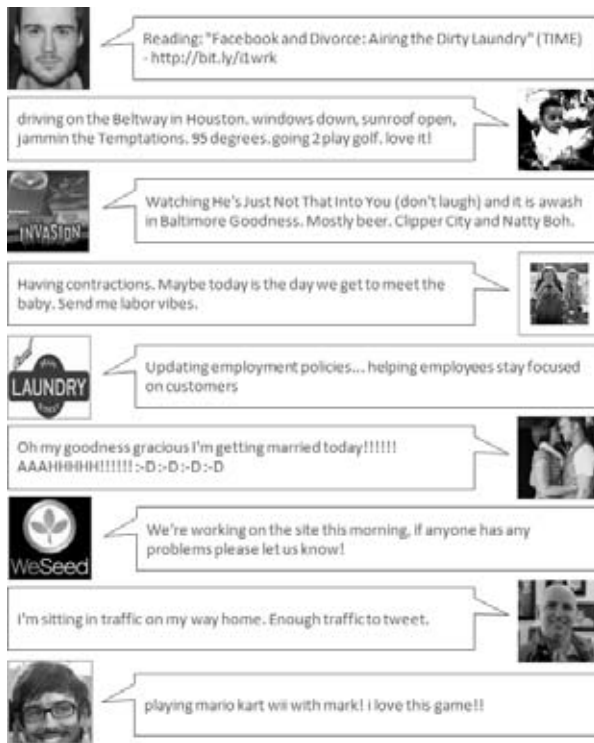 Reading: "Facebook and Divorce: Airing the Dirty Laundry" (TIME)
- http://bit.ly/i1wrk
driving on the Beltway in Houston. windows down, sunroof open,
jammin the Temptations. 95 degrees. going 2 play golf. love it!
INVASION
Watching He's Just Not That Into You (don't laugh) and it is awash
in Baltimore Goodness. Mostly beer. Clipper City and Natty Boh.
Having contractions. Maybe today is the day we get to meet the
baby. Send me labor vibes.
LAUNDRY
Updating employment policies... helping employees stay focused
on customers
Oh my goodness gracious I'm getting married today!!!!!!
AAAHHHHH!!!!!! :-D :-D :-D :-D
WeSeed
We're working on the site this morning, if anyone has any
problems please let us know!
I'm sitting in traffic on my way home. Enough traffic to tweet.
playing mario kart wii with mark! i love this game!!